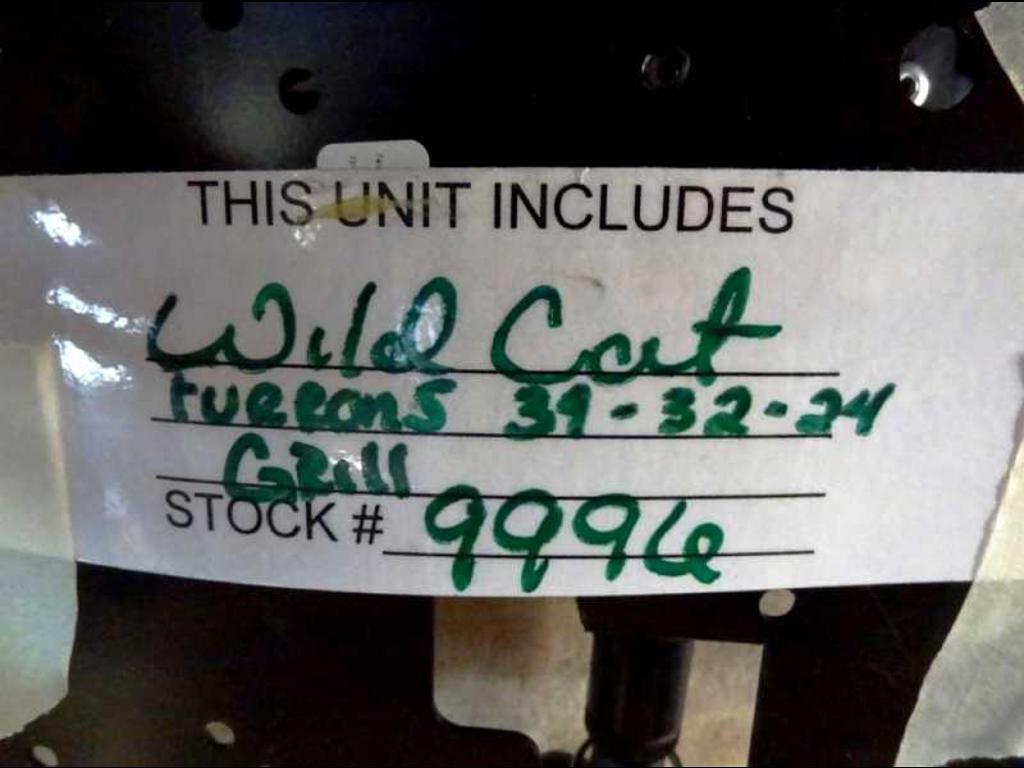 THIS UNIT INCLUDES
Wild Cat
tuerons 31-32-24
Grill
STOCK # 9996